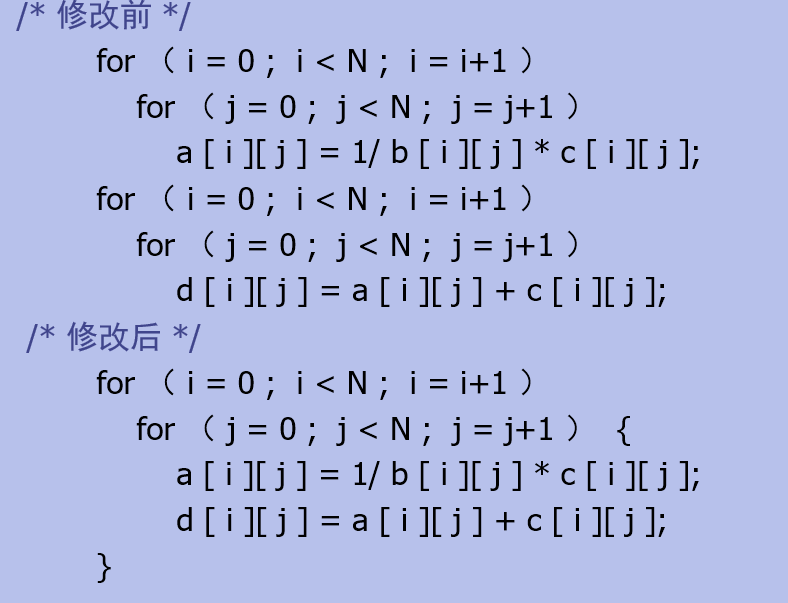 /* 修改前 */
for （ i = 0 ; i < N ; i = i+1 ）
for （ j = 0 ; j < N ; j = j+1 ）
a [ i ][ j ] = 1/ b [ i ][ j ] * c [ i ][ j ];
for （ i = 0 ; i < N ; i = i+1 ）
for （ j = 0 ; j < N ; j = j+1 ）
d [ i ][ j ] = a [ i ][ j ] + c [ i ][ j ];
/* 修改后 */
for （ i = 0 ; i < N ; i = i+1 ）
for （ j = 0 ; j < N ; j = j+1 ） {
a [ i ][ j ] = 1/ b [ i ][ j ] * c [ i ][ j ];
d [ i ][ j ] = a [ i ][ j ] + c [ i ][ j ];
}